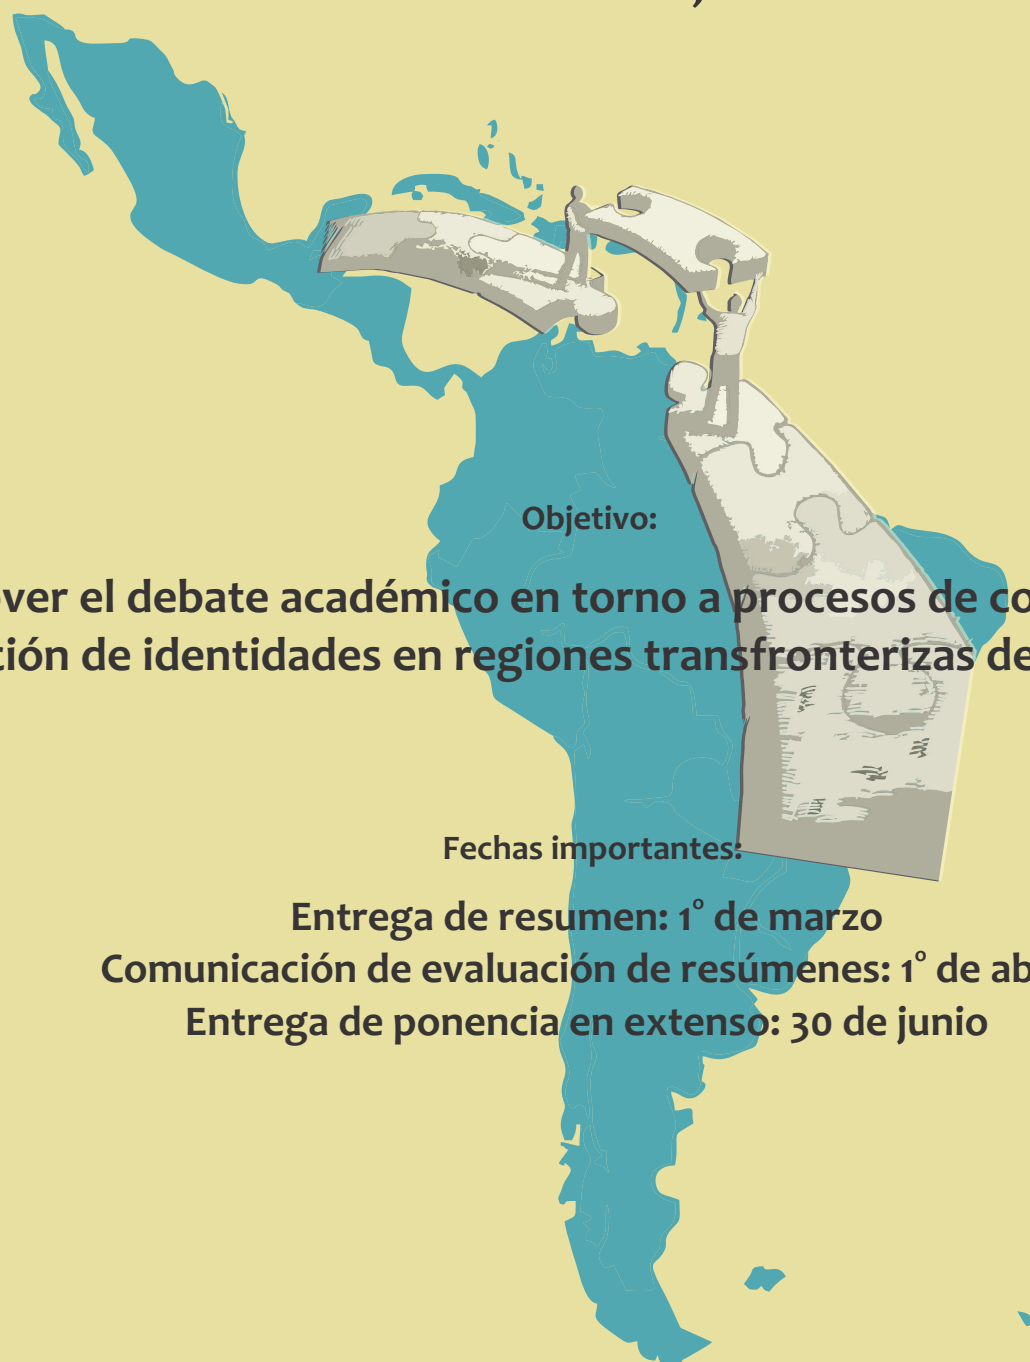 Objetivo:
ver el debate académico en torno a procesos de co
ción de identidades en regiones transfronterizas de
Fechas importantes:
Entrega de resumen: 1° de marzo
Comunicación de evaluación de resúmenes: 1° de ab
Entrega de ponencia en extenso: 30 de junio